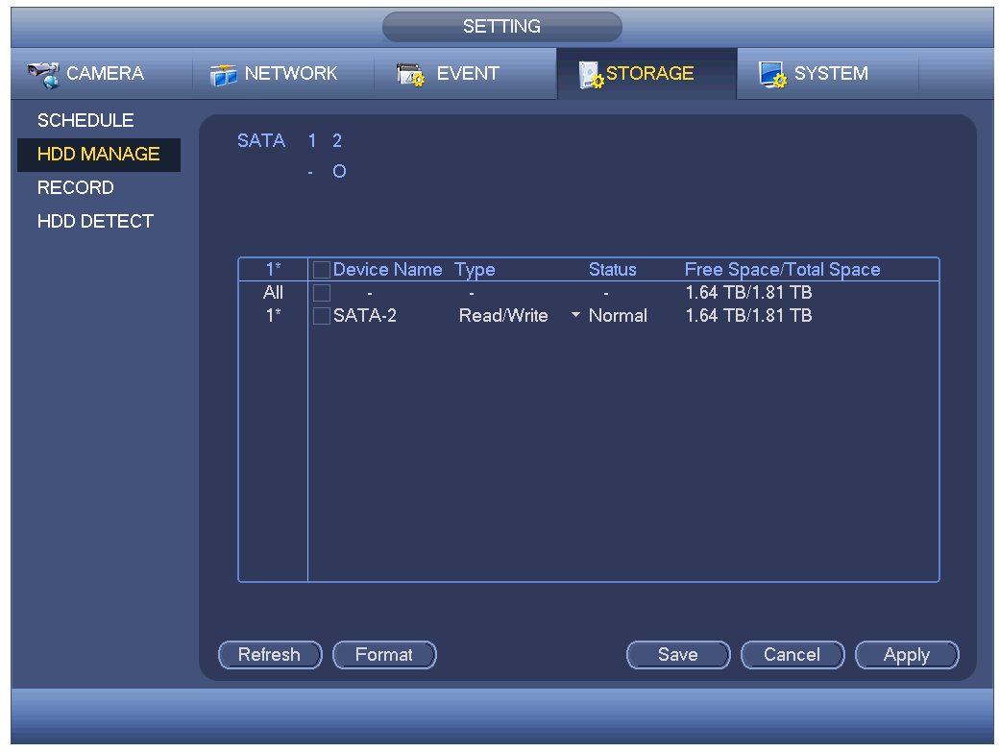 SETTING
CAMERA NETWORK EVENT STORAGE SYSTEM
SCHEDULE
HDD MANAGE
RECORD
HDD DETECT
SATA 1 2
- O
1* Device Name Type Status Free Space/Total Space
All - - - 1.64 TB/1.81 TB
1* SATA-2 Read/Write Normal 1.64 TB/1.81 TB
Refresh Format Save Cancel Apply